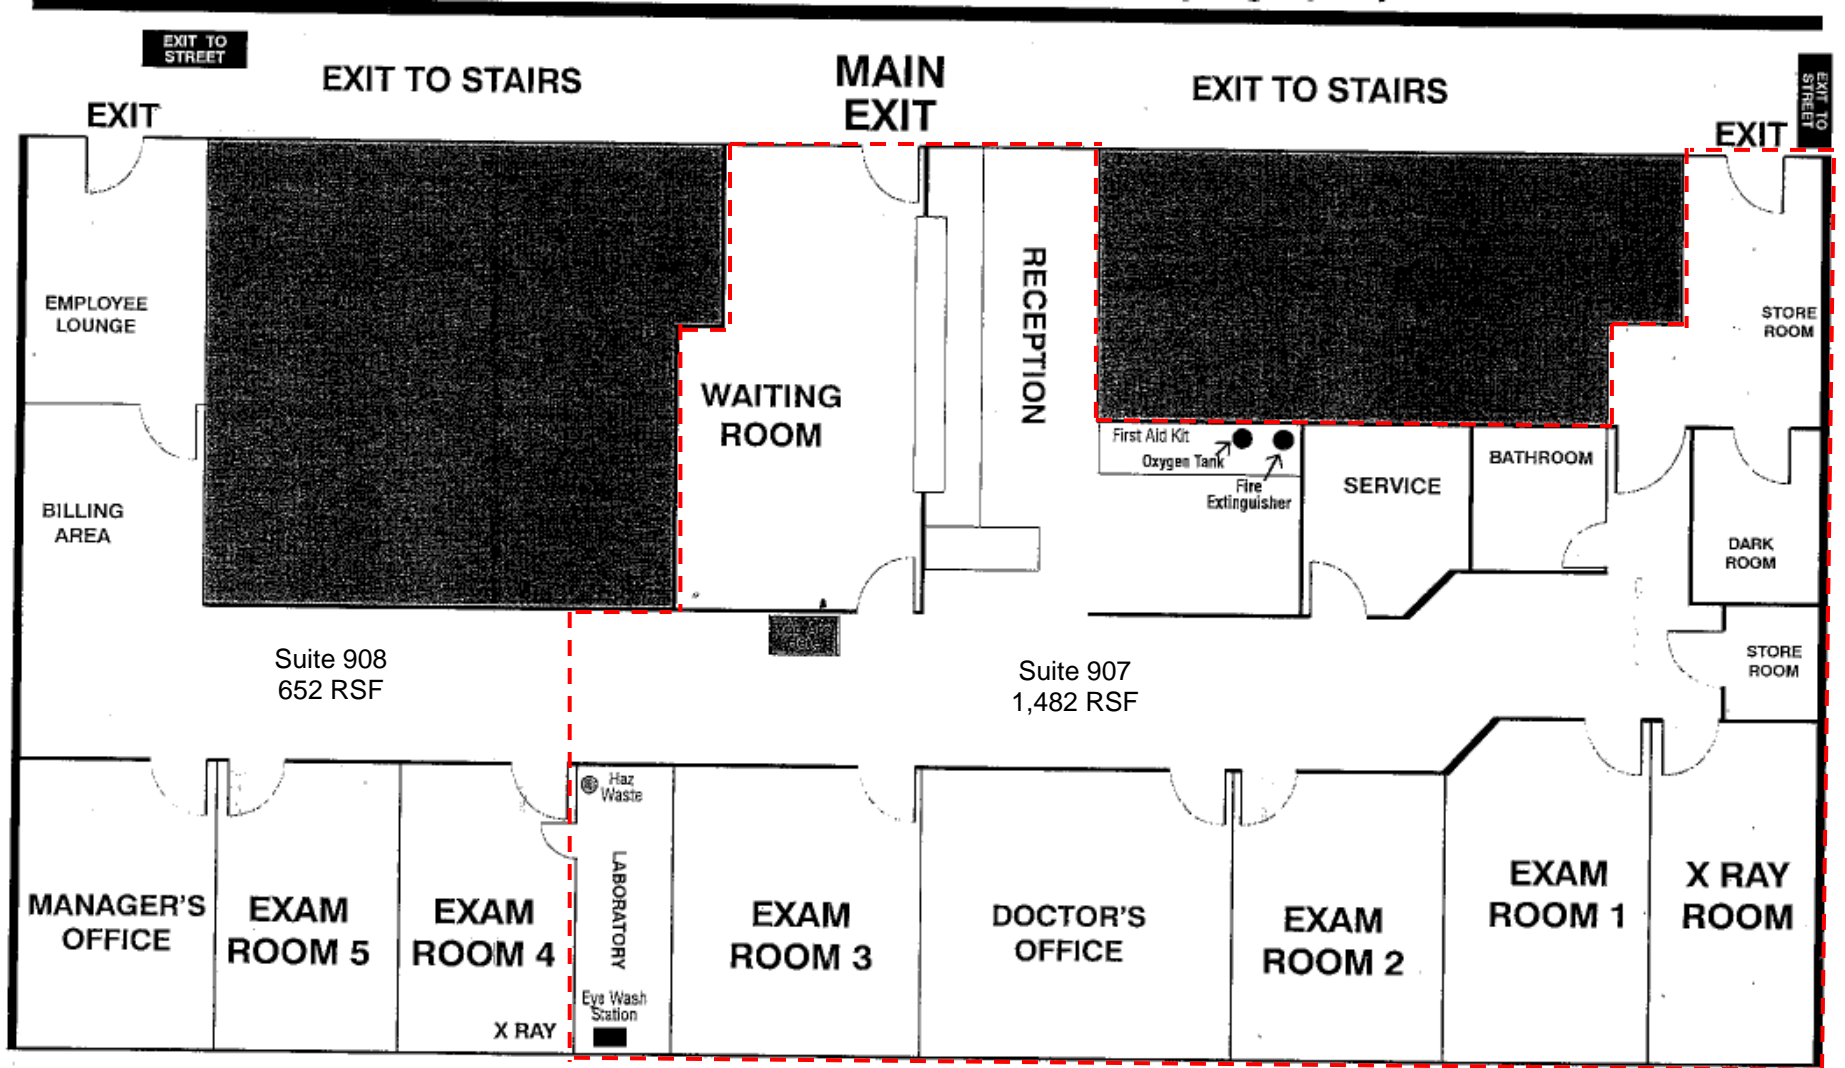 EXIT TO
STREET
EXIT TO STAIRS
MAIN
EXIT
EXIT TO STAIRS
EXIT TO
STREET
EXIT
EXIT
EMPLOYEE
LOUNGE
RECEPTION
STORE
ROOM
WAITING
ROOM
First Aid Kit
Oxygen Tank
Fire
Extinguisher
SERVICE
BATHROOM
BILLING
AREA
DARK
ROOM
Suite 908
652 RSF
Suite 907
1,482 RSF
STORE
ROOM
Haz
Waste
LABORATORY
Eye Wash
Station
MANAGER'S
OFFICE
EXAM
ROOM 5
EXAM
ROOM 4
X RAY
EXAM
ROOM 3
DOCTOR'S
OFFICE
EXAM
ROOM 2
EXAM
ROOM 1
X RAY
ROOM